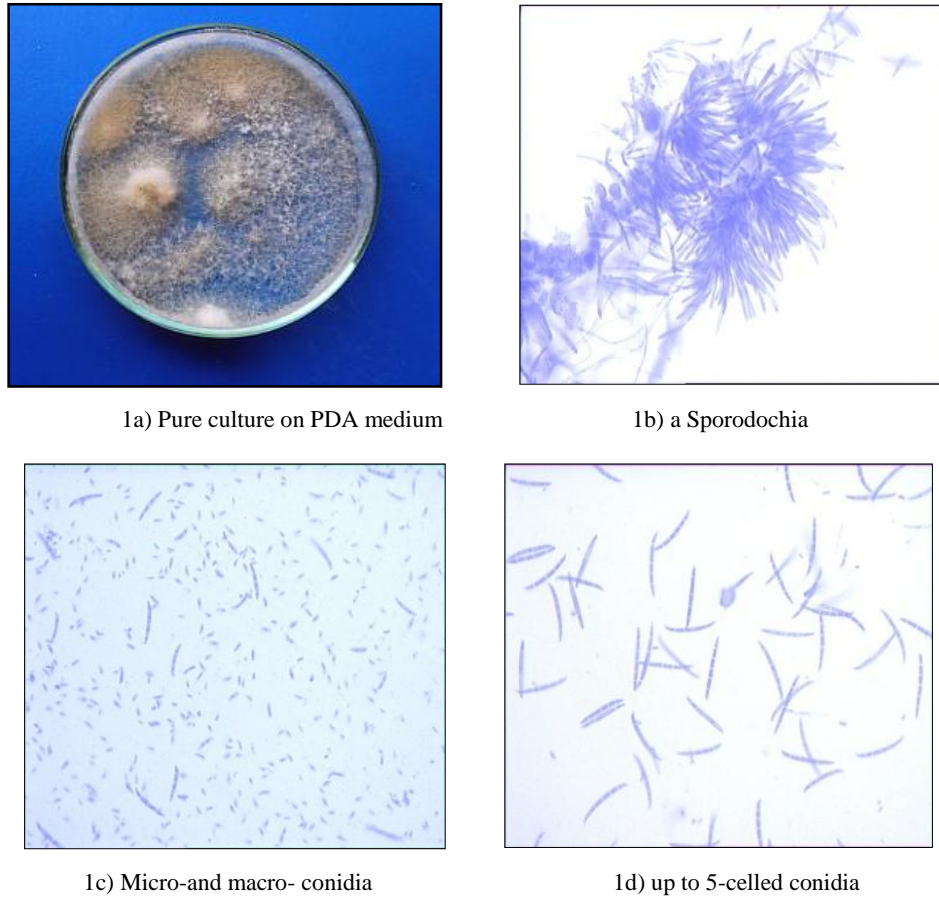 1a) Pure culture on PDA medium
1b) a Sporodochia
1c) Micro-and macro- conidia
1d) up to 5-celled conidia